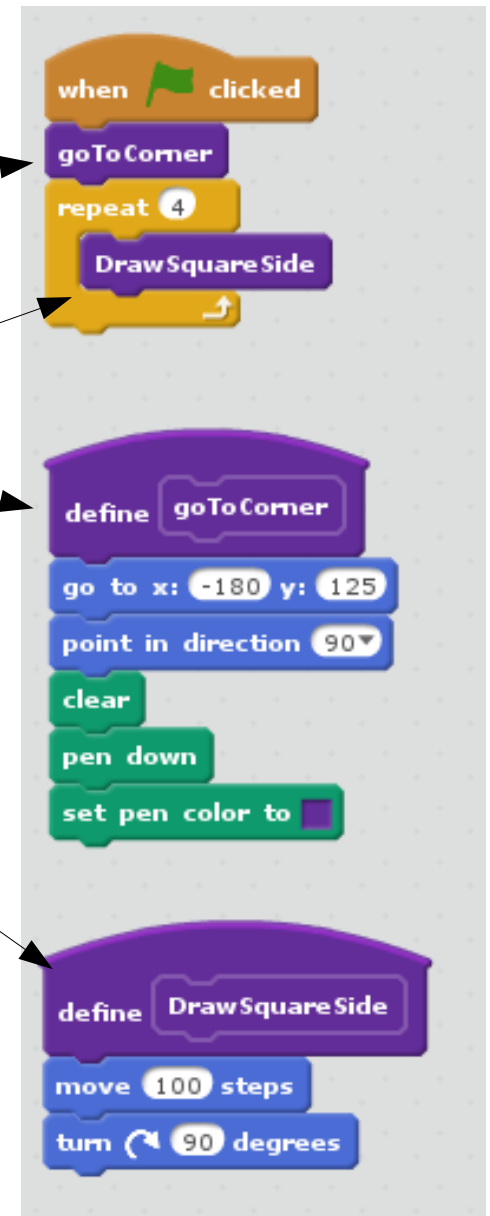 when clicked
goToCorner
repeat 4
DrawSquareSide
define goToCorner
go to x: -180 y: 125
point in direction 90
clear
pen down
set pen color to
define DrawSquareSide
move 100 steps
turn 90 degrees